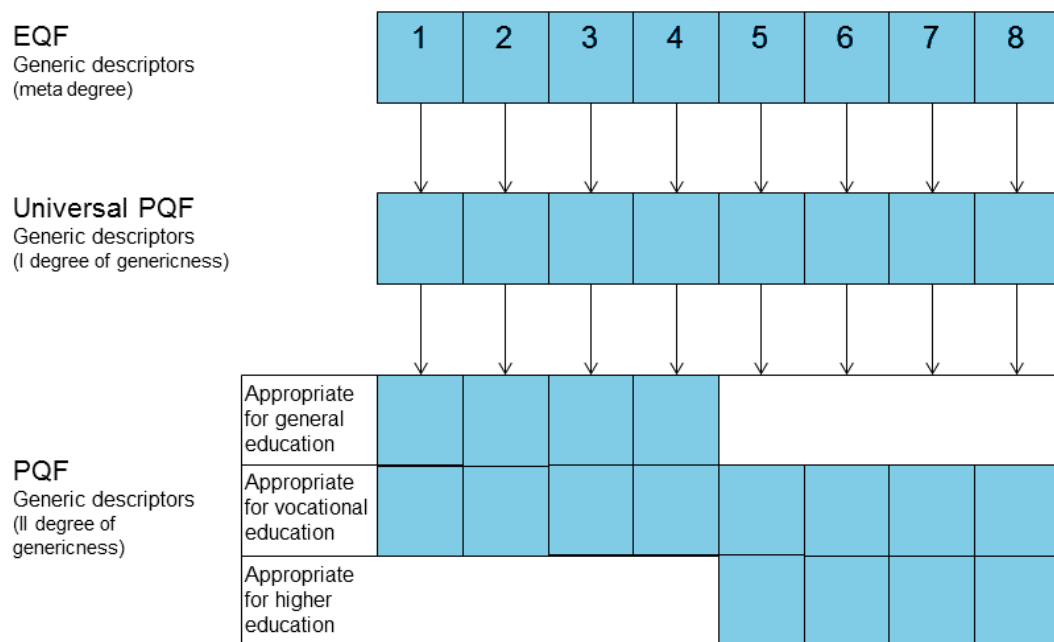 EQF
Generic descriptors
(meta degree)
1 2 3 4 5 6 7 8
Universal PQF
Generic descriptors
(I degree of genericness)
PQF
Generic descriptors
(II degree of
genericness)
Appropriate
for general
education
Appropriate
for vocational
education
Appropriate
for higher
education